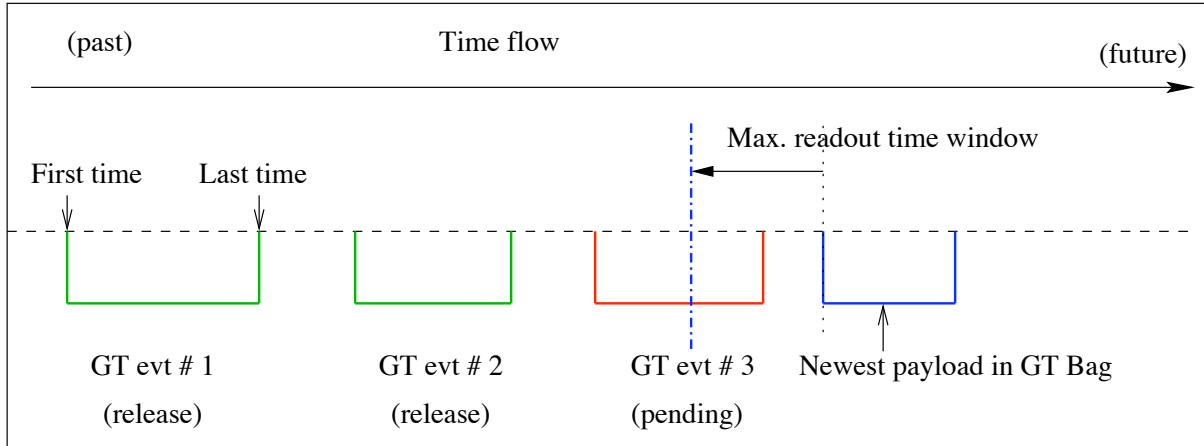 (past)
Time flow
(future)
Max. readout time window
First time
Last time
GT evt # 1
(release)
GT evt # 2
(release)
GT evt # 3
(pending)
Newest payload in GT Bag